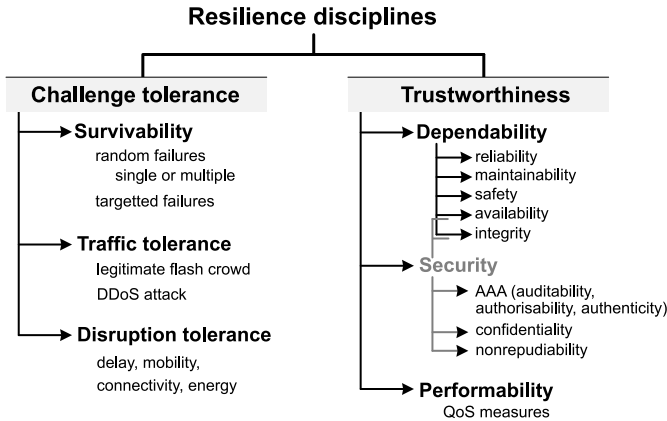 Resilience disciplines
Challenge tolerance
Survivability
random failures
single or multiple
targetted failures
Traffic tolerance
legitimate flash crowd
DDoS attack
Disruption tolerance
delay, mobility,
connectivity, energy
Trustworthiness
Dependability
reliability
maintainability
safety
availability
integrity
Security
AAA (auditability,
authorisability, authenticity)
confidentiality
nonrepudiability
Performability
QoS measures